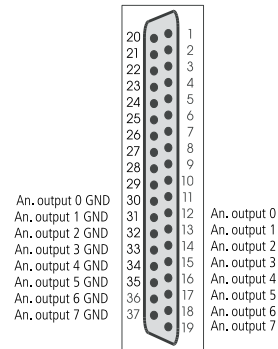 20 1
21 2
22 3
23 4
24 5
25 6
26 7
27 8
28 9
29 10
An. output 0 GND 30 11
An. output 1 GND 31 12 An. output 0
An. output 2 GND 32 13 An. output 1
An. output 3 GND 33 14 An. output 2
An. output 4 GND 34 15 An. output 3
An. output 5 GND 35 16 An. output 4
An. output 6 GND 36 17 An. output 5
An. output 7 GND 37 18 An. output 6
19 An. output 7